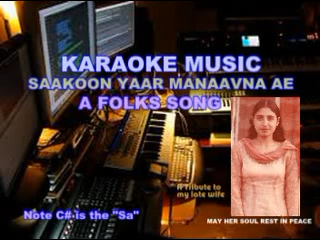 KARAOKE MUSIC
SAAKOON YAAR MANAAVNA AE
A FOLKS SONG
A Tribute to
my late wife
Note C# is the "Sa"
MAY HER SOUL REST IN PEACE